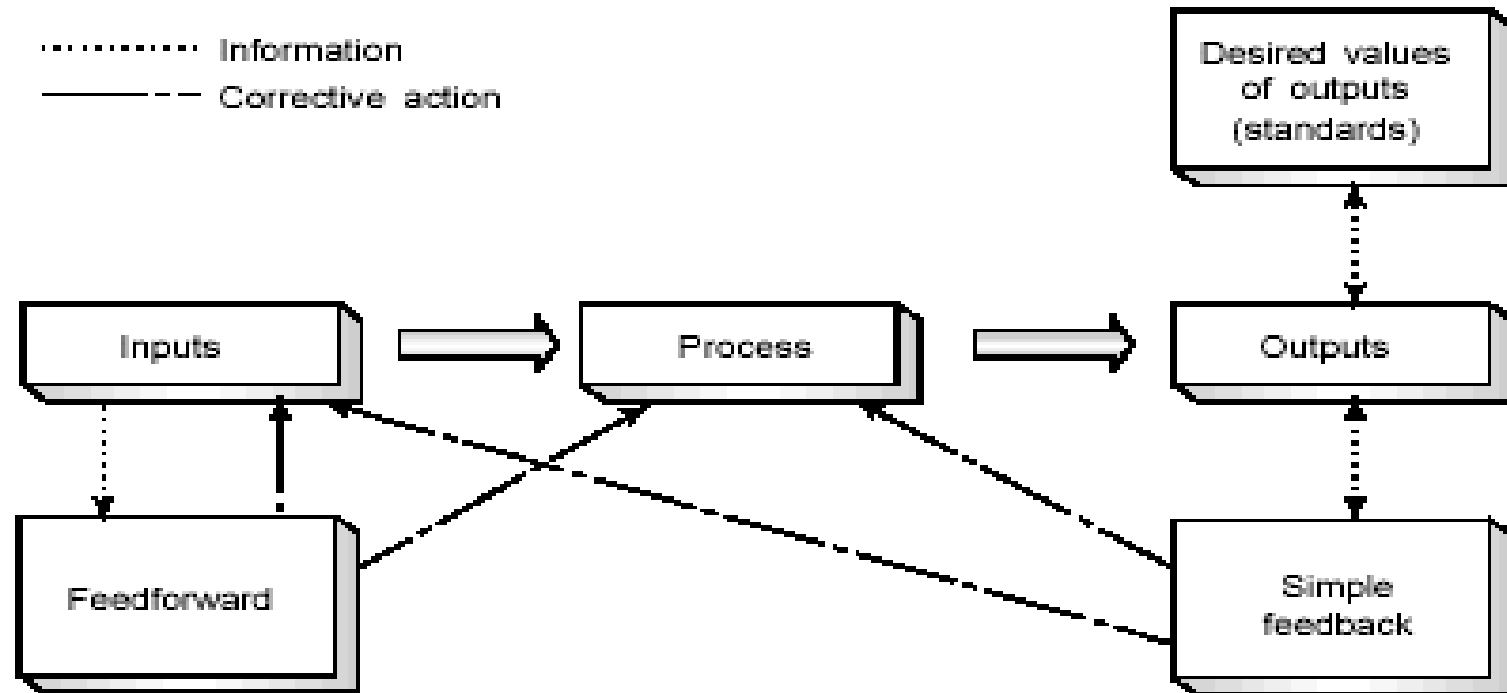 Information
Corrective action
Desired values
of outputs
(standards)
Inputs
Process
Outputs
Feedforward
Simple
feedback